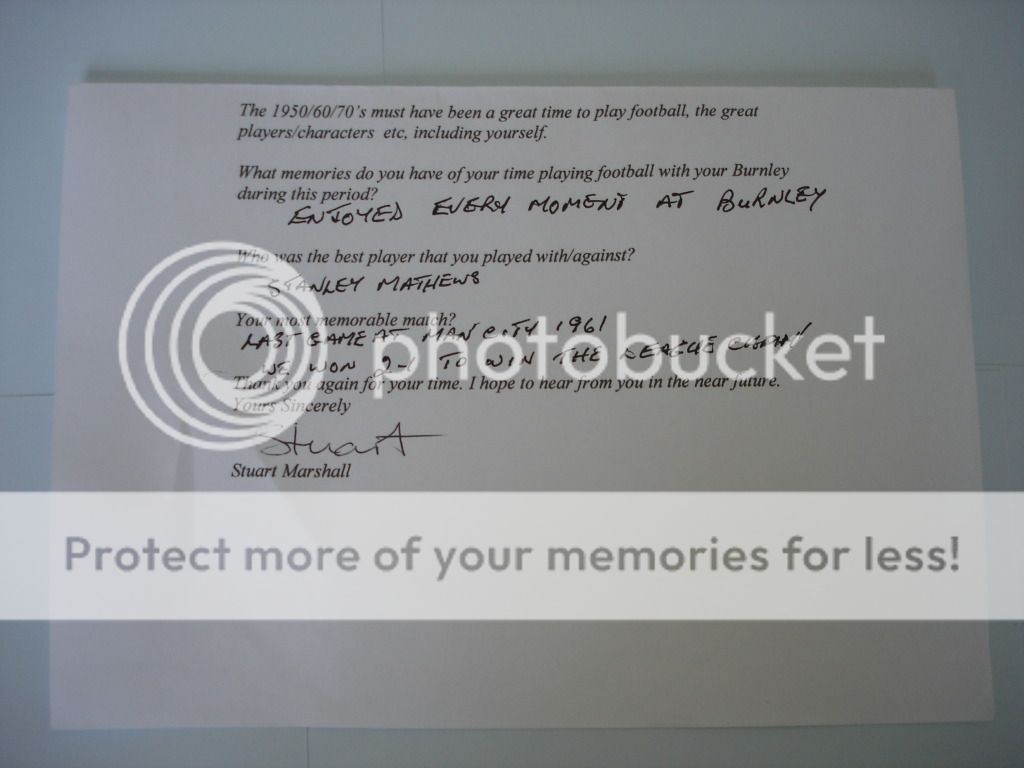 The 1950/60/70's must have been a great time to play football, the great
players/characters etc, including yourself.
What memories do you have of your time playing football with your Burnley
during this period?
ENJOYED EVERY MOMENT AT BURNLEY
Who was the best player that you played with/against?
STANLEY MATHEWS
Your most memorable match?
LAST GAME AT MAN CITY 1961
WE WON 2-1 TO WIN THE LEAGUE
Thank you again for your time. I hope to hear from you in the near future.
Yours Sincerely
Stuart
Stuart Marshall
photobucket
Protect more of your memories for less!